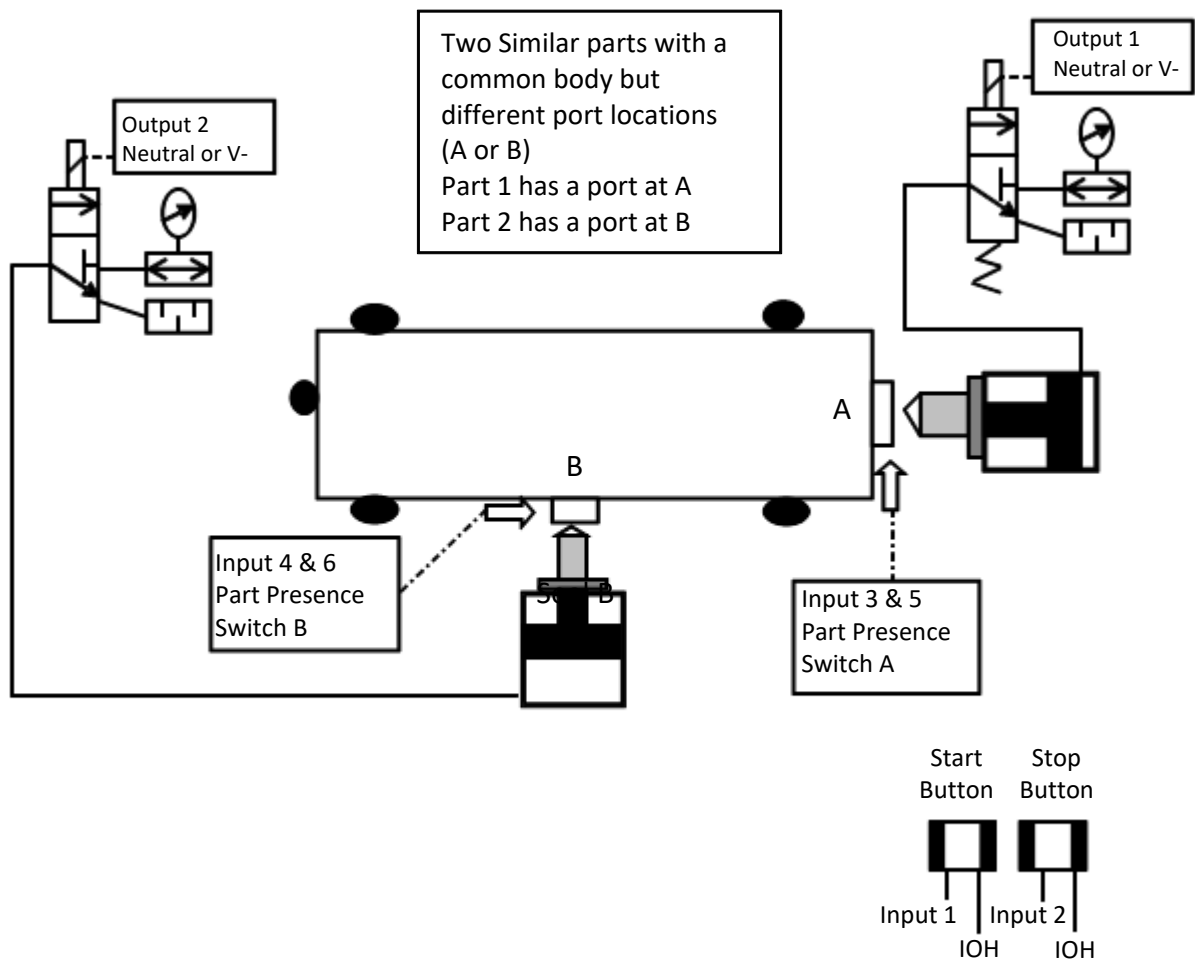 Two Similar parts with a
common body but
different port locations
(A or B)
Part 1 has a port at A
Part 2 has a port at B
Output 1
Neutral or V-
Output 2
Neutral or V-
A
B
Input 4 & 6
Part Presence
Switch B
Input 3 & 5
Part Presence
Switch A
Start
Button
Stop
Button
Input 1
Input 2
IOH
IOH